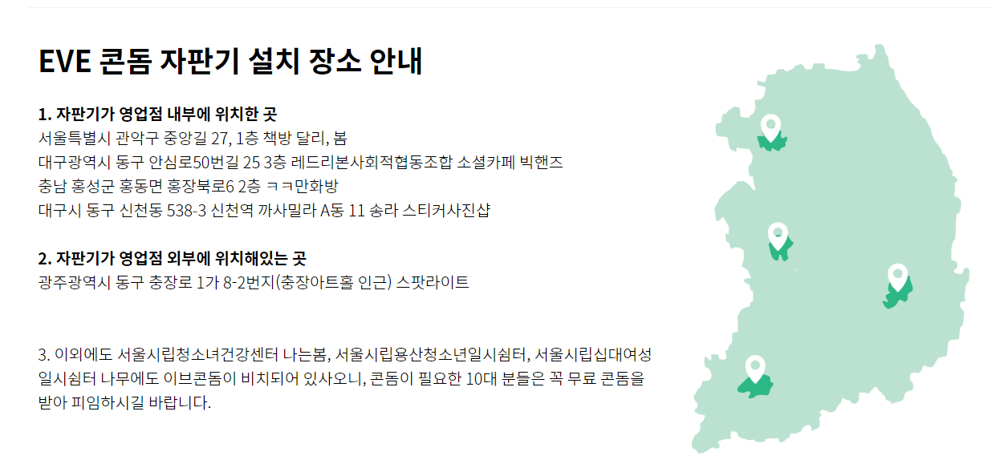 EVE 콘돔 자판기 설치 장소 안내
1. 자판기가 영업점 내부에 위치한 곳
서울특별시 관악구 중앙길 27, 1층 책방 달리, 봄
대구광역시 동구 안심로50번길 25 3층 레드리본사회적협동조합 소셜카페 빅핸즈
충남 홍성군 홍동면 홍장북로6 2층 ㅋㅋ만화방
대구시 동구 신천동 538-3 신천역 까사밀라 A동 11 송라 스티커사진샵
2. 자판기가 영업점 외부에 위치해있는 곳
광주광역시 동구 충장로 1가 8-2번지(충장아트홀 인근) 스팟라이트
3. 이외에도 서울시립청소녀건강센터 나는봄, 서울시립용산청소년일시쉼터, 서울시립십대여성
일시쉼터 나무에도 이브콘돔이 비치되어 있사오니, 콘돔이 필요한 10대 분들은 꼭 무료 콘돔을
받아 피임하시길 바랍니다.